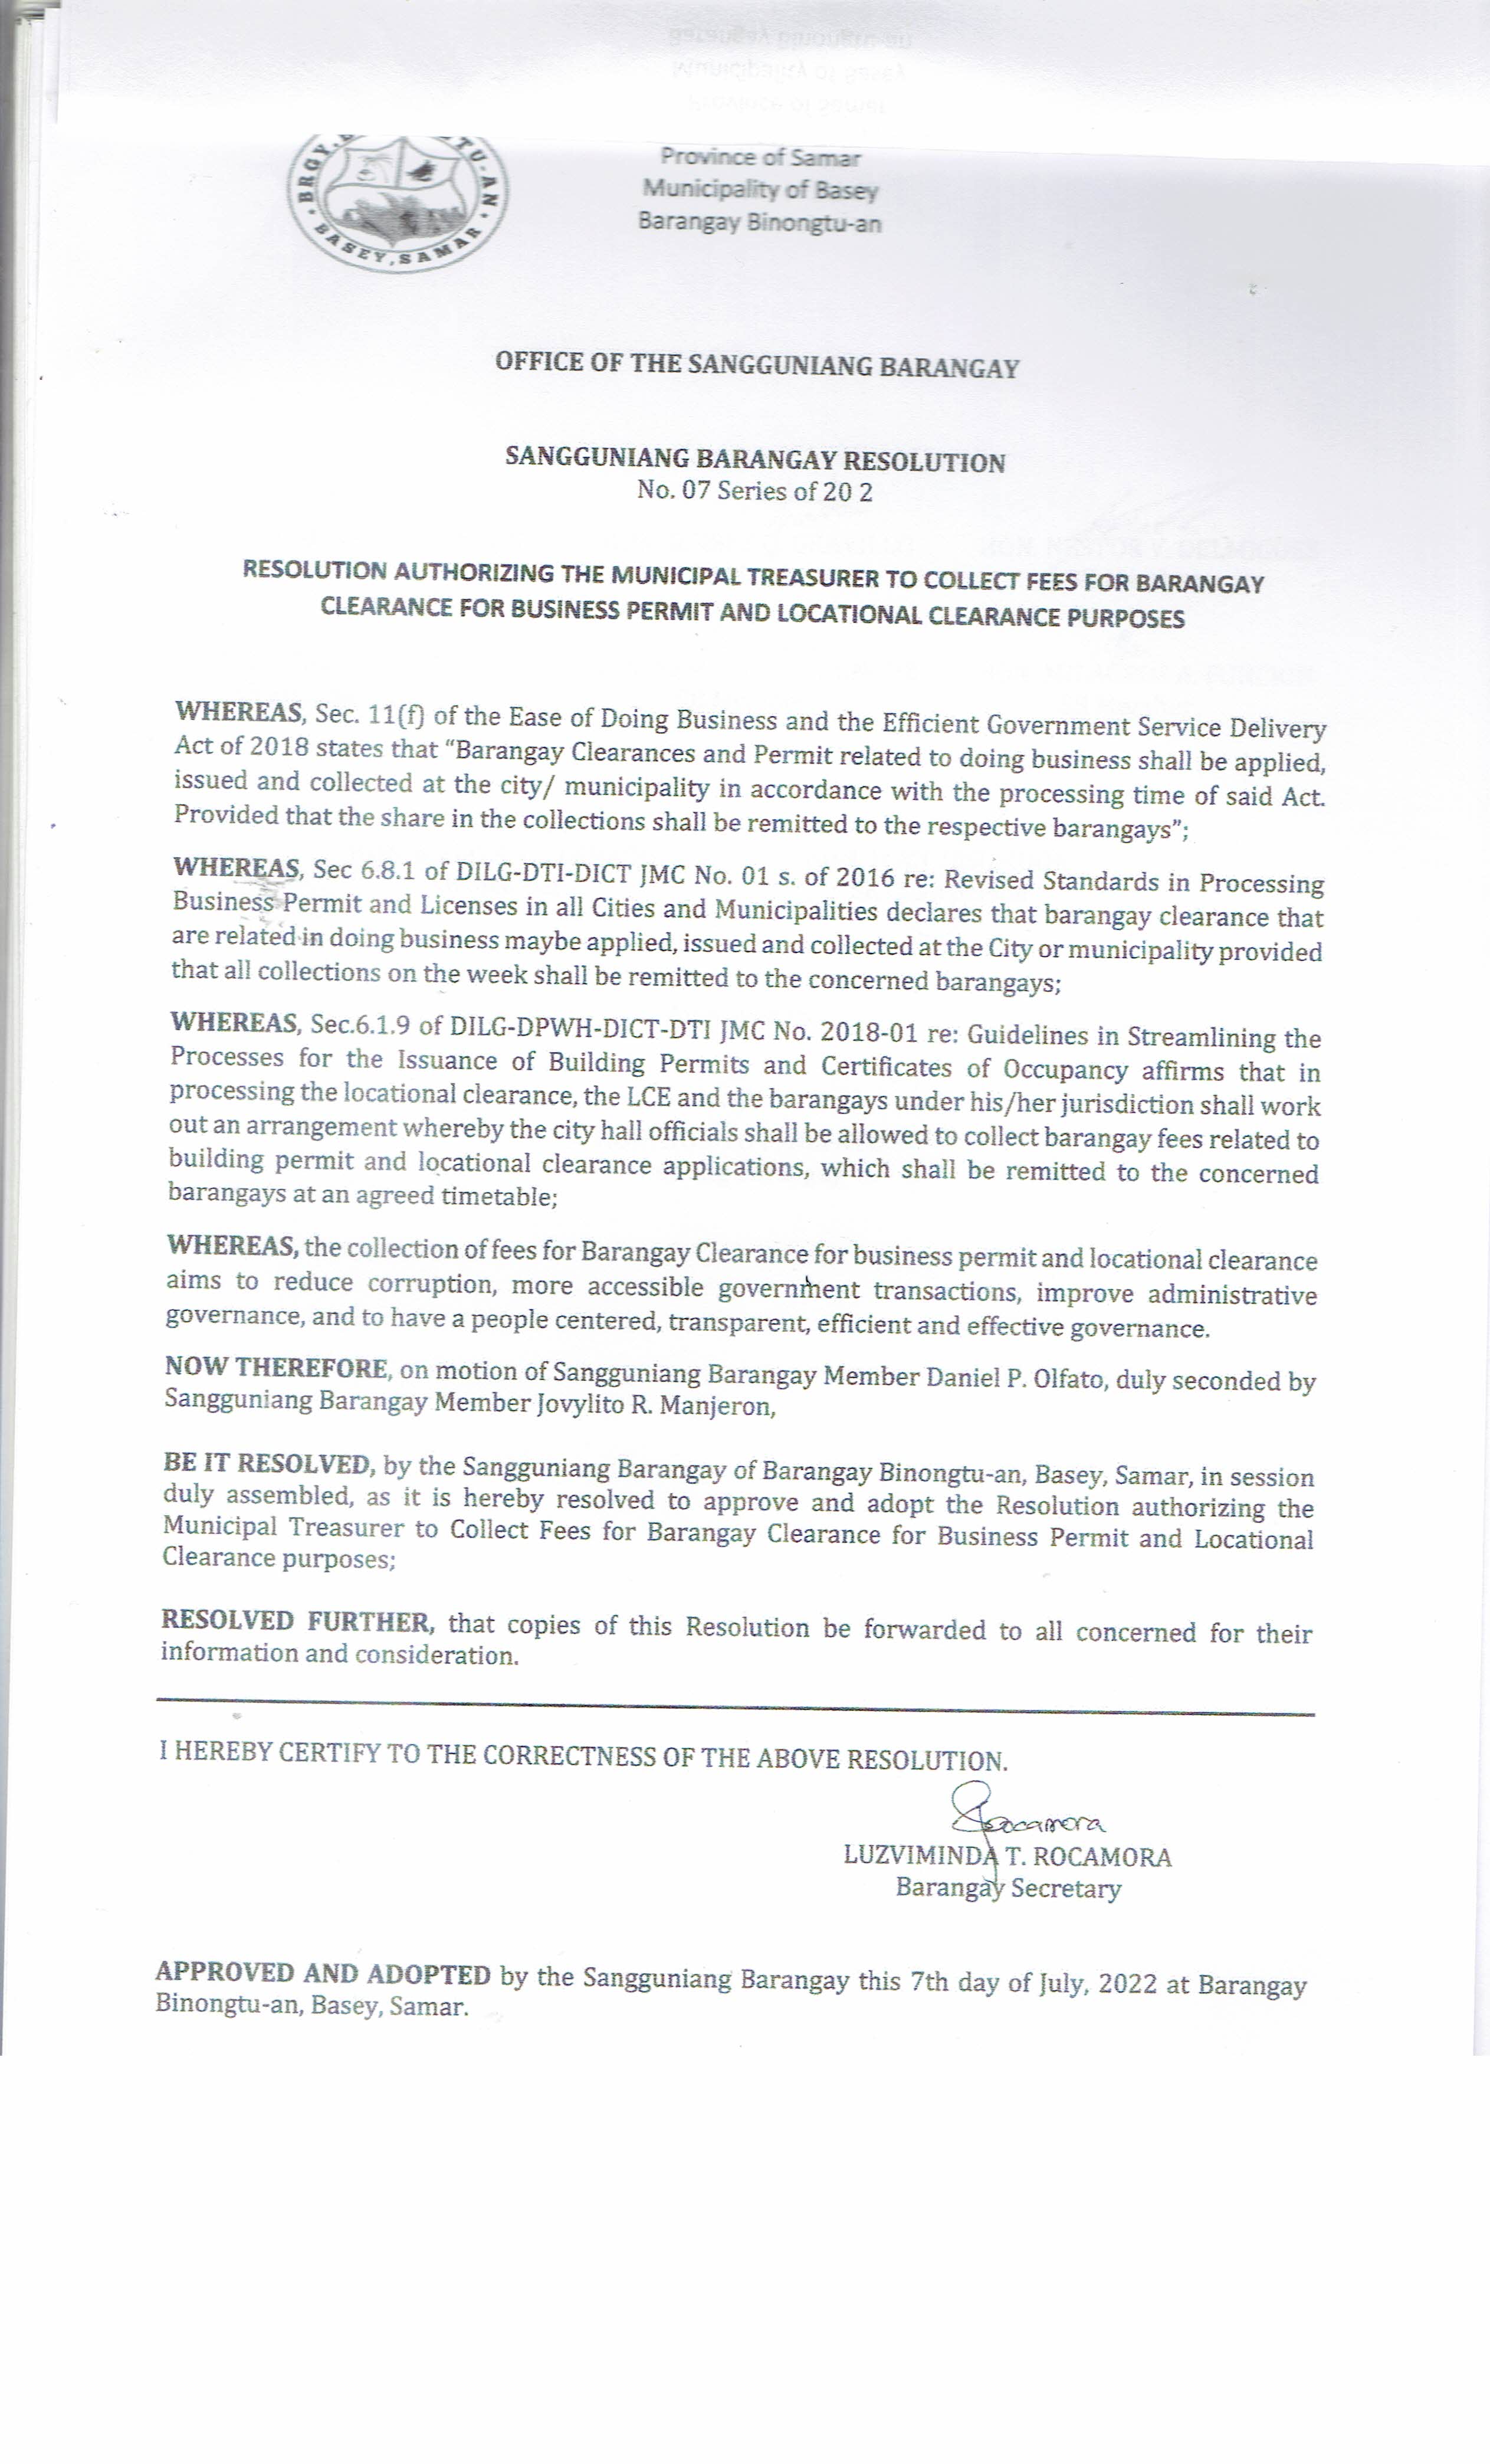 Province of Samar
Municipality of Basey
Barangay Binongtu-an
BRGY. TU-AN
BASEY, SAMAR
OFFICE OF THE SANGGUNIANG BARANGAY
SANGGUNIANG BARANGAY RESOLUTION
No. 07 Series of 20 2
RESOLUTION AUTHORIZING THE MUNICIPAL TREASURER TO COLLECT FEES FOR BARANGAY
CLEARANCE FOR BUSINESS PERMIT AND LOCATIONAL CLEARANCE PURPOSES
WHEREAS, Sec. 11(f) of the Ease of Doing Business and the Efficient Government Service Delivery
Act of 2018 states that “Barangay Clearances and Permit related to doing business shall be applied,
issued and collected at the city/ municipality in accordance with the processing time of said Act.
Provided that the share in the collections shall be remitted to the respective barangays”;
WHEREAS, Sec 6.8.1 of DILG-DTI-DICT JMC No. 01 s. of 2016 re: Revised Standards in Processing
Business Permit and Licenses in all Cities and Municipalities declares that barangay clearance that
are related in doing business maybe applied, issued and collected at the City or municipality provided
that all collections on the week shall be remitted to the concerned barangays;
WHEREAS, Sec.6.1.9 of DILG-DPWH-DICT-DTI JMC No. 2018-01 re: Guidelines in Streamlining the
Processes for the Issuance of Building Permits and Certificates of Occupancy affirms that in
processing the locational clearance, the LCE and the barangays under his/her jurisdiction shall work
out an arrangement whereby the city hall officials shall be allowed to collect barangay fees related to
building permit and locational clearance applications, which shall be remitted to the concerned
barangays at an agreed timetable;
WHEREAS, the collection of fees for Barangay Clearance for business permit and locational clearance
aims to reduce corruption, more accessible government transactions, improve administrative
governance, and to have a people centered, transparent, efficient and effective governance.
NOW THEREFORE, on motion of Sangguniang Barangay Member Daniel P. Olfato, duly seconded by
Sangguniang Barangay Member Jovylito R. Manjeron,
BE IT RESOLVED, by the Sangguniang Barangay of Barangay Binongtu-an, Basey, Samar, in session
duly assembled, as it is hereby resolved to approve and adopt the Resolution authorizing the
Municipal Treasurer to Collect Fees for Barangay Clearance for Business Permit and Locational
Clearance purposes;
RESOLVED FURTHER, that copies of this Resolution be forwarded to all concerned for their
information and consideration.
I HEREBY CERTIFY TO THE CORRECTNESS OF THE ABOVE RESOLUTION.
LUZVIMINDA T. ROCAMORA
Barangay Secretary
APPROVED AND ADOPTED by the Sangguniang Barangay this 7th day of July, 2022 at Barangay
Binongtu-an, Basey, Samar.